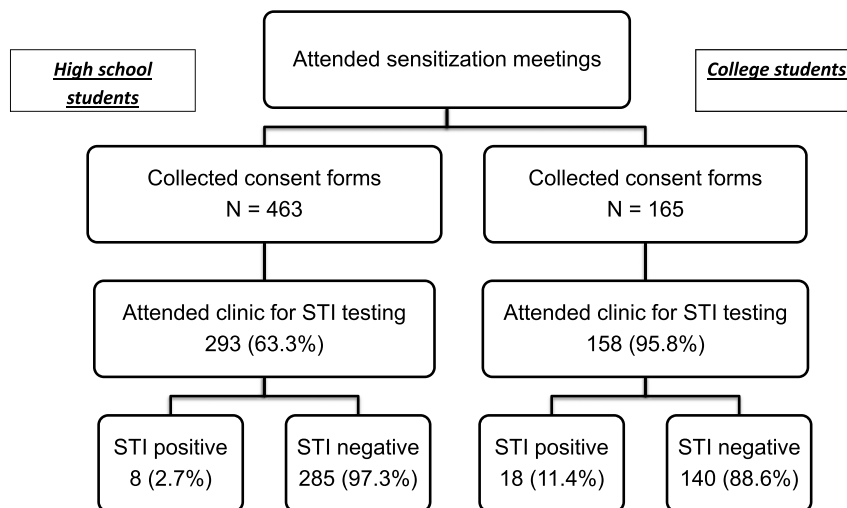 Attended sensitization meetings
High school
students
College students
Collected consent forms
N = 463
Collected consent forms
N = 165
Attended clinic for STI testing
293 (63.3%)
Attended clinic for STI testing
158 (95.8%)
STI positive
8 (2.7%)
STI negative
285 (97.3%)
STI positive
18 (11.4%)
STI negative
140 (88.6%)